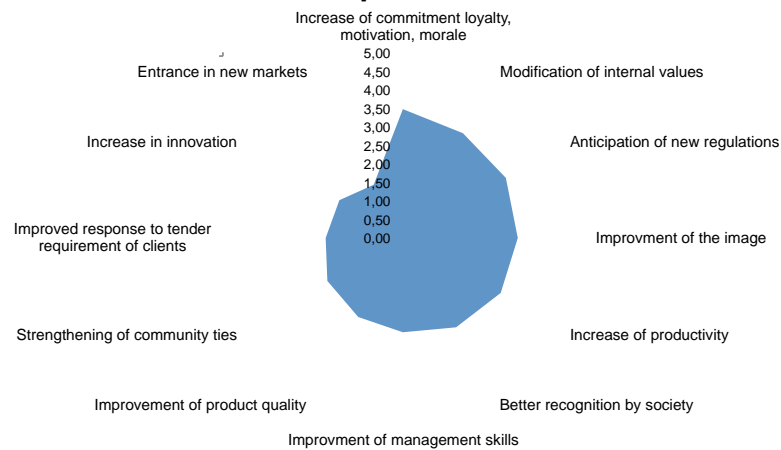 Increase of commitment loyalty,
motivation, morale
5,00
4,50
4,00
3,50
3,00
2,50
2,00
1,50
1,00
0,50
0,00
Modification of internal values
Anticipation of new regulations
Improvment of the image
Increase of productivity
Better recognition by society
Improvment of management skills
Improvement of product quality
Strengthening of community ties
Improved response to tender
requirement of clients
Increase in innovation
Entrance in new markets